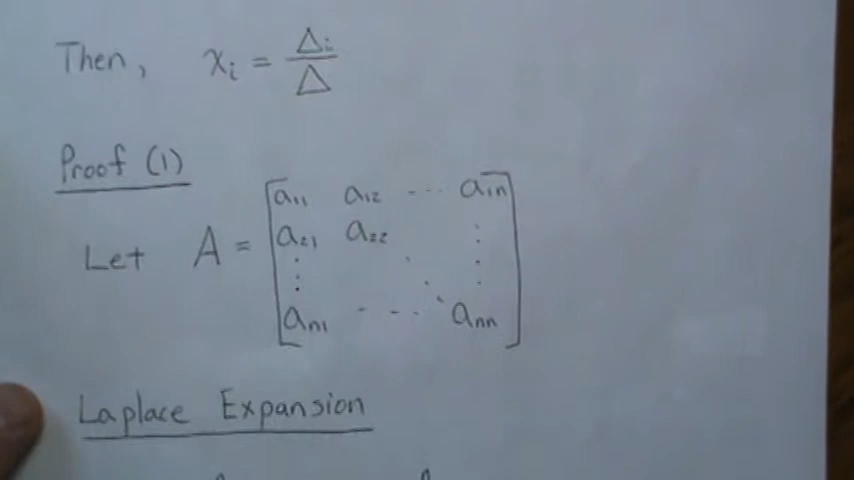 Then, xᵢ = Δᵢ / Δ
Proof (1)
Let A = [a₁₁ a₁₂ ... a₁ₙ
a₂₁ a₂₂ ⋱ ⋮
⋮
aₙ₁ ... aₙₙ]
Laplace Expansion